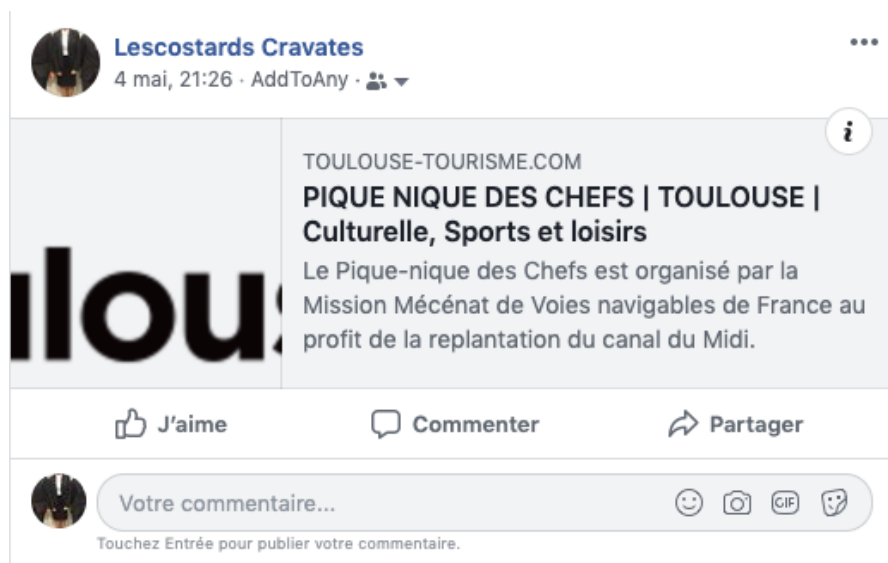 Lescostards Cravates
4 mai, 21:26 · AddToAny ·
TOULOUSE-TOURISME.COM
PIQUE NIQUE DES CHEFS | TOULOUSE |
Culturelle, Sports et loisirs
Le Pique-nique des Chefs est organisé par la
Mission Mécénat de Voies navigables de France au
profit de la replantation du canal du Midi.
ulous
J'aime
Commenter
Partager
Votre commentaire...
GIF
Touchez Entrée pour publier votre commentaire.